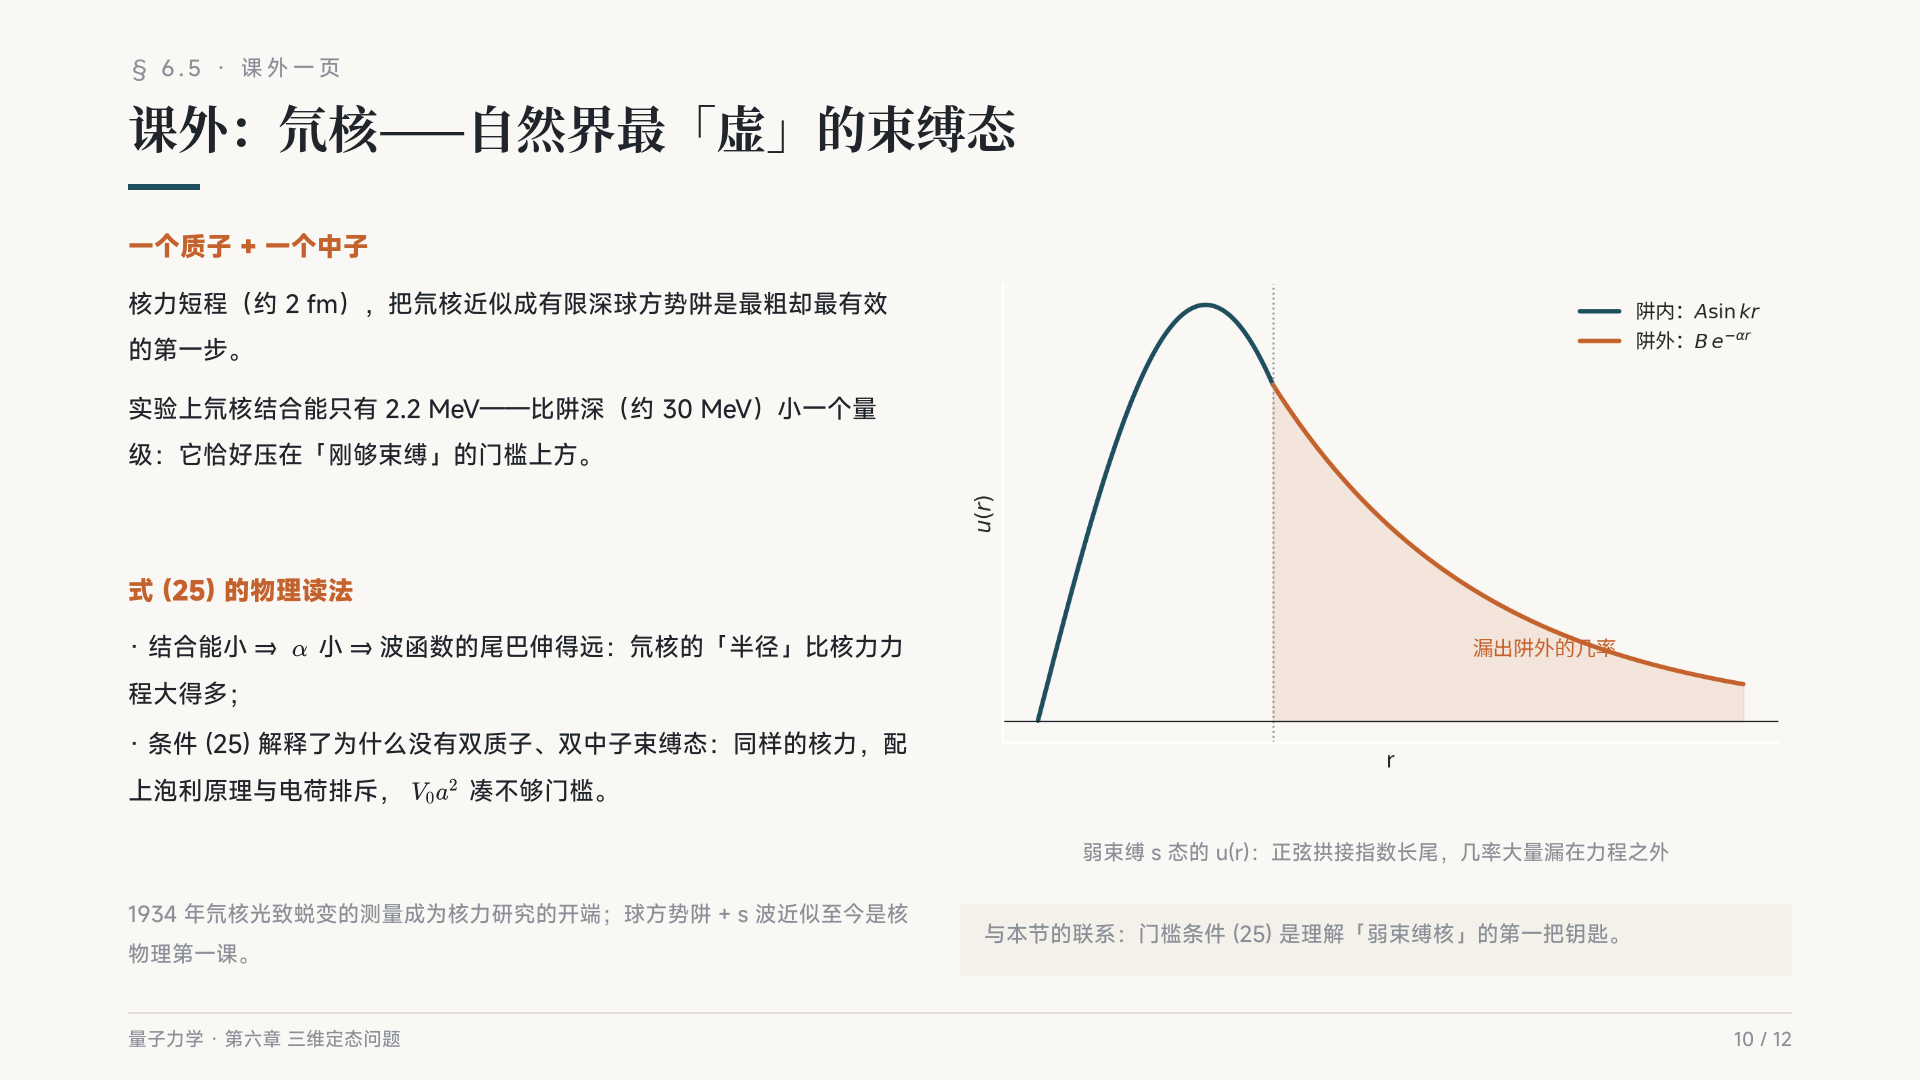 § 6.5 · 课外一页
课外：氘核——自然界最「虚」的束缚态
一个质子 + 一个中子
核力短程（约 2 fm），把氘核近似成有限深球方势阱是最粗却最有效
的第一步。
实验上氘核结合能只有 2.2 MeV——比阱深（约 30 MeV）小一个量
级：它恰好压在「刚够束缚」的门槛上方。
式 (25) 的物理读法
· 结合能小 ⇒ α 小 ⇒ 波函数的尾巴伸得远：氘核的「半径」比核力力
程大得多；
· 条件 (25) 解释了为什么没有双质子、双中子束缚态：同样的核力，配
上泡利原理与电荷排斥， V₀a² 凑不够门槛。
1934 年氘核光致蜕变的测量成为核力研究的开端；球方势阱 + s 波近似至今是核
物理第一课。
阱内：A sin kr
阱外：B e^{−αr}
u(r)
漏出阱外的几率
r
弱束缚 s 态的 u(r)：正弦拱接指数长尾，几率大量漏在力程之外
与本节的联系：门槛条件 (25) 是理解「弱束缚核」的第一把钥匙。
量子力学 · 第六章 三维定态问题
10 / 12